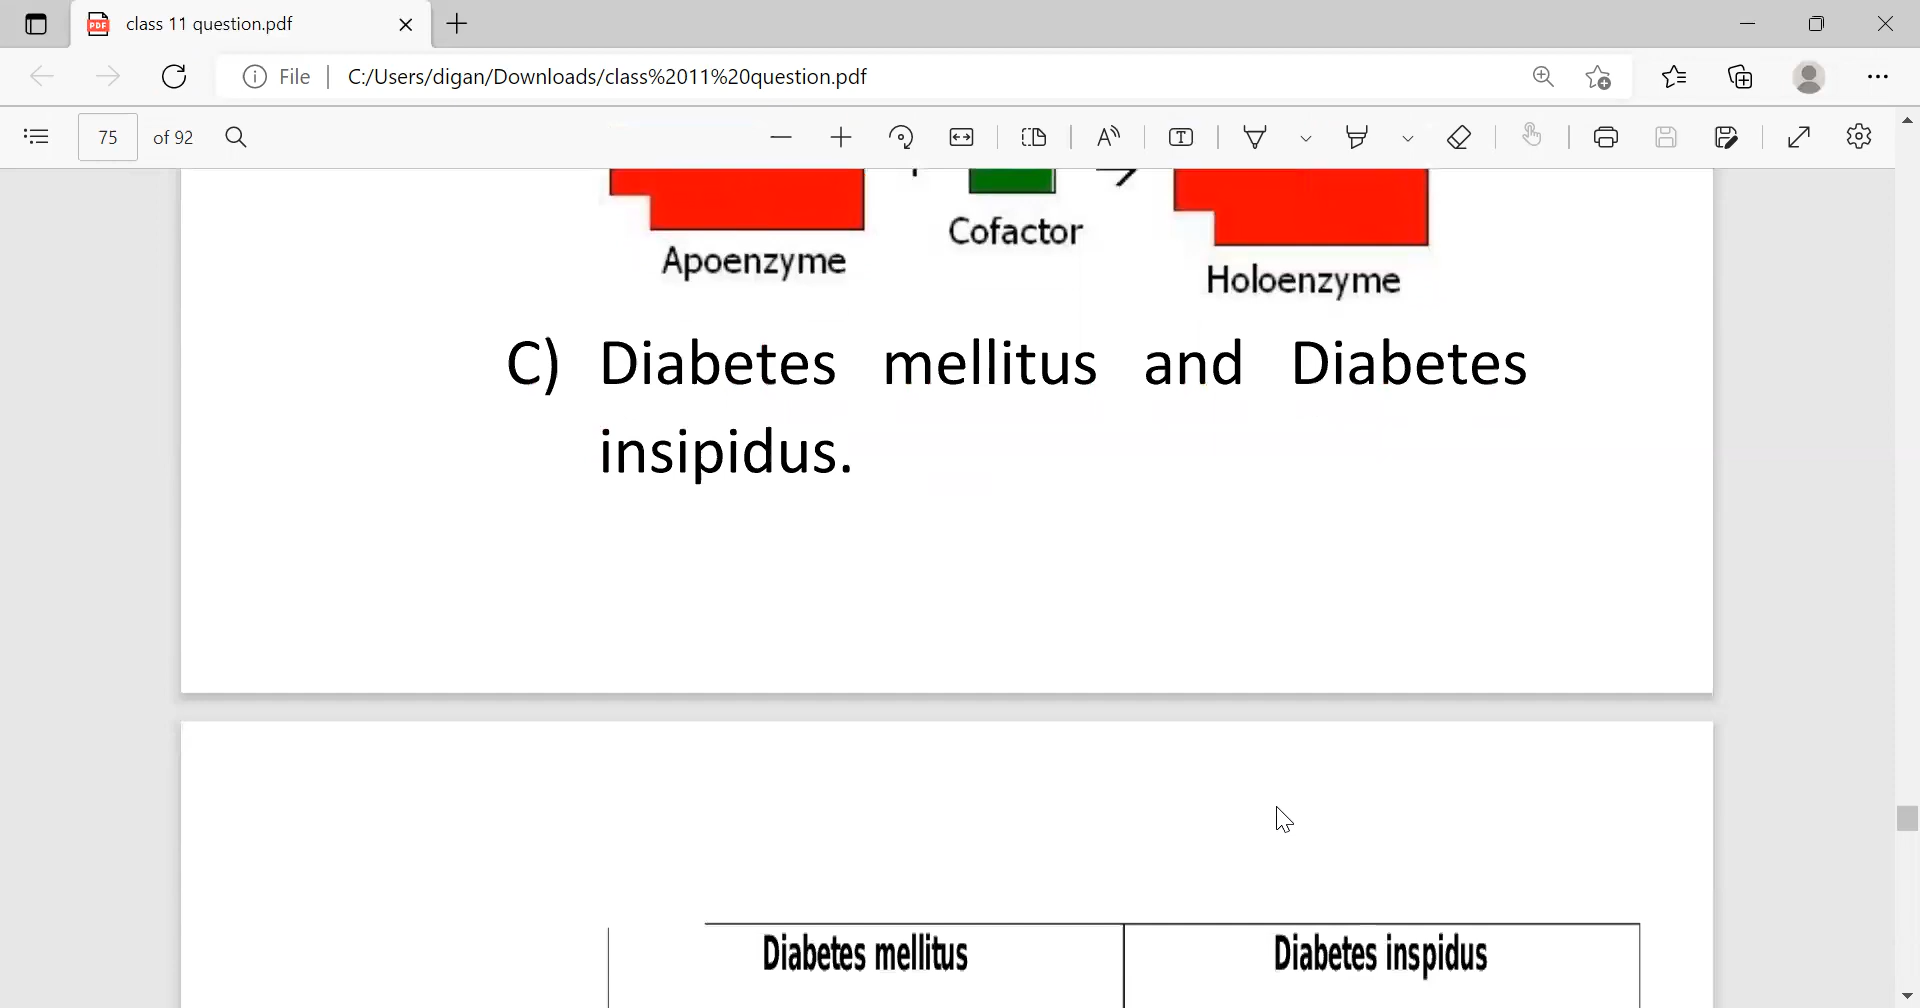 class 11 question.pdf
File
C:/Users/digan/Downloads/class%2011%20question.pdf
75 of 92
Apoenzyme
Cofactor
Holoenzyme
C) Diabetes mellitus and Diabetes
insipidus.
Diabetes mellitus
Diabetes inspidus